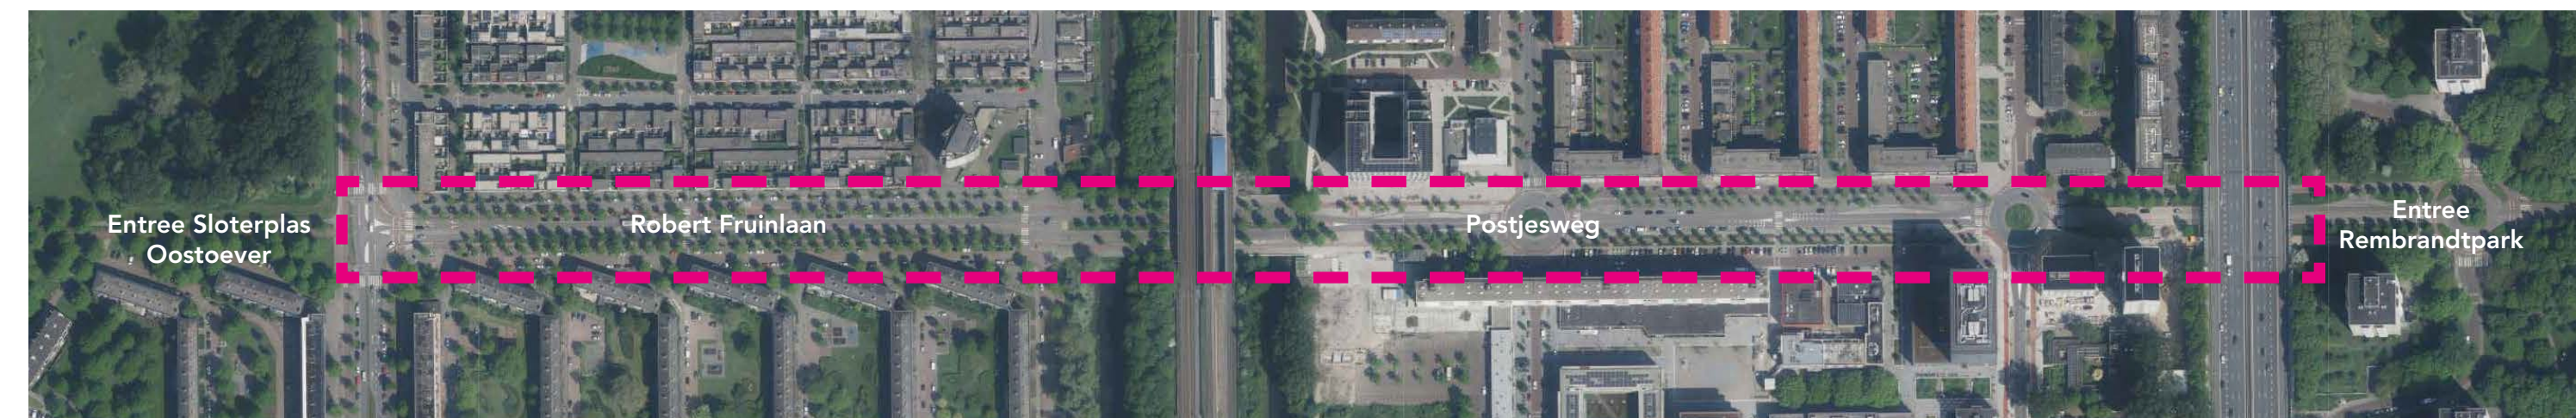 Entree Sloterplas
Oostoever
Robert Fruinlaan
Postjesweg
Entree
Rembrandtpark